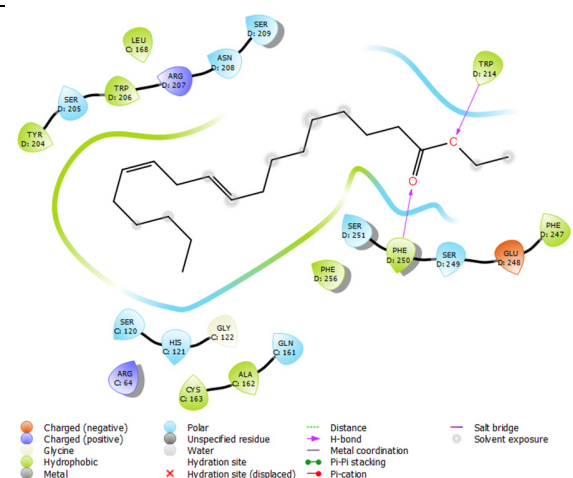 SER
D: 209
LEU
C: 168
ASN
D: 208
ARG
D: 207
TRP
D: 206
SER
D: 205
TYR
D: 204
TRP
D: 214
C
O
SER
D: 251
PHE
D: 250
SER
D: 249
GLU
D: 248
PHE
D: 247
PHE
D: 256
SER
C: 120
HIS
C: 121
GLY
C: 122
GLN
C: 161
ARG
C: 64
CYS
C: 163
ALA
C: 162
Charged (negative)
Charged (positive)
Glycine
Hydrophobic
Metal
Polar
Unspecified residue
Water
Hydration site
Hydration site (displaced)
Distance
H-bond
Metal coordination
Pi-Pi stacking
Pi-cation
Salt bridge
Solvent exposure